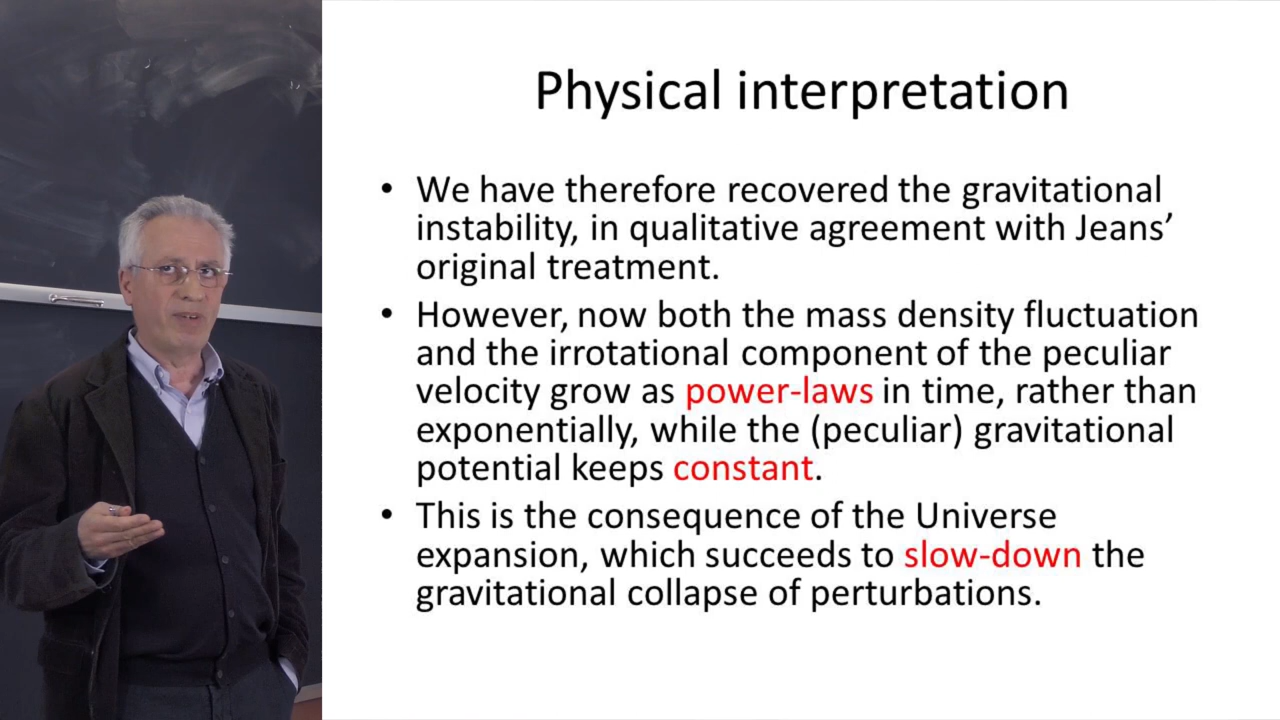 Physical interpretation
• We have therefore recovered the gravitational
instability, in qualitative agreement with Jeans’
original treatment.
• However, now both the mass density fluctuation
and the irrotational component of the peculiar
velocity grow as power-laws in time, rather than
exponentially, while the (peculiar) gravitational
potential keeps constant.
• This is the consequence of the Universe
expansion, which succeeds to slow-down the
gravitational collapse of perturbations.